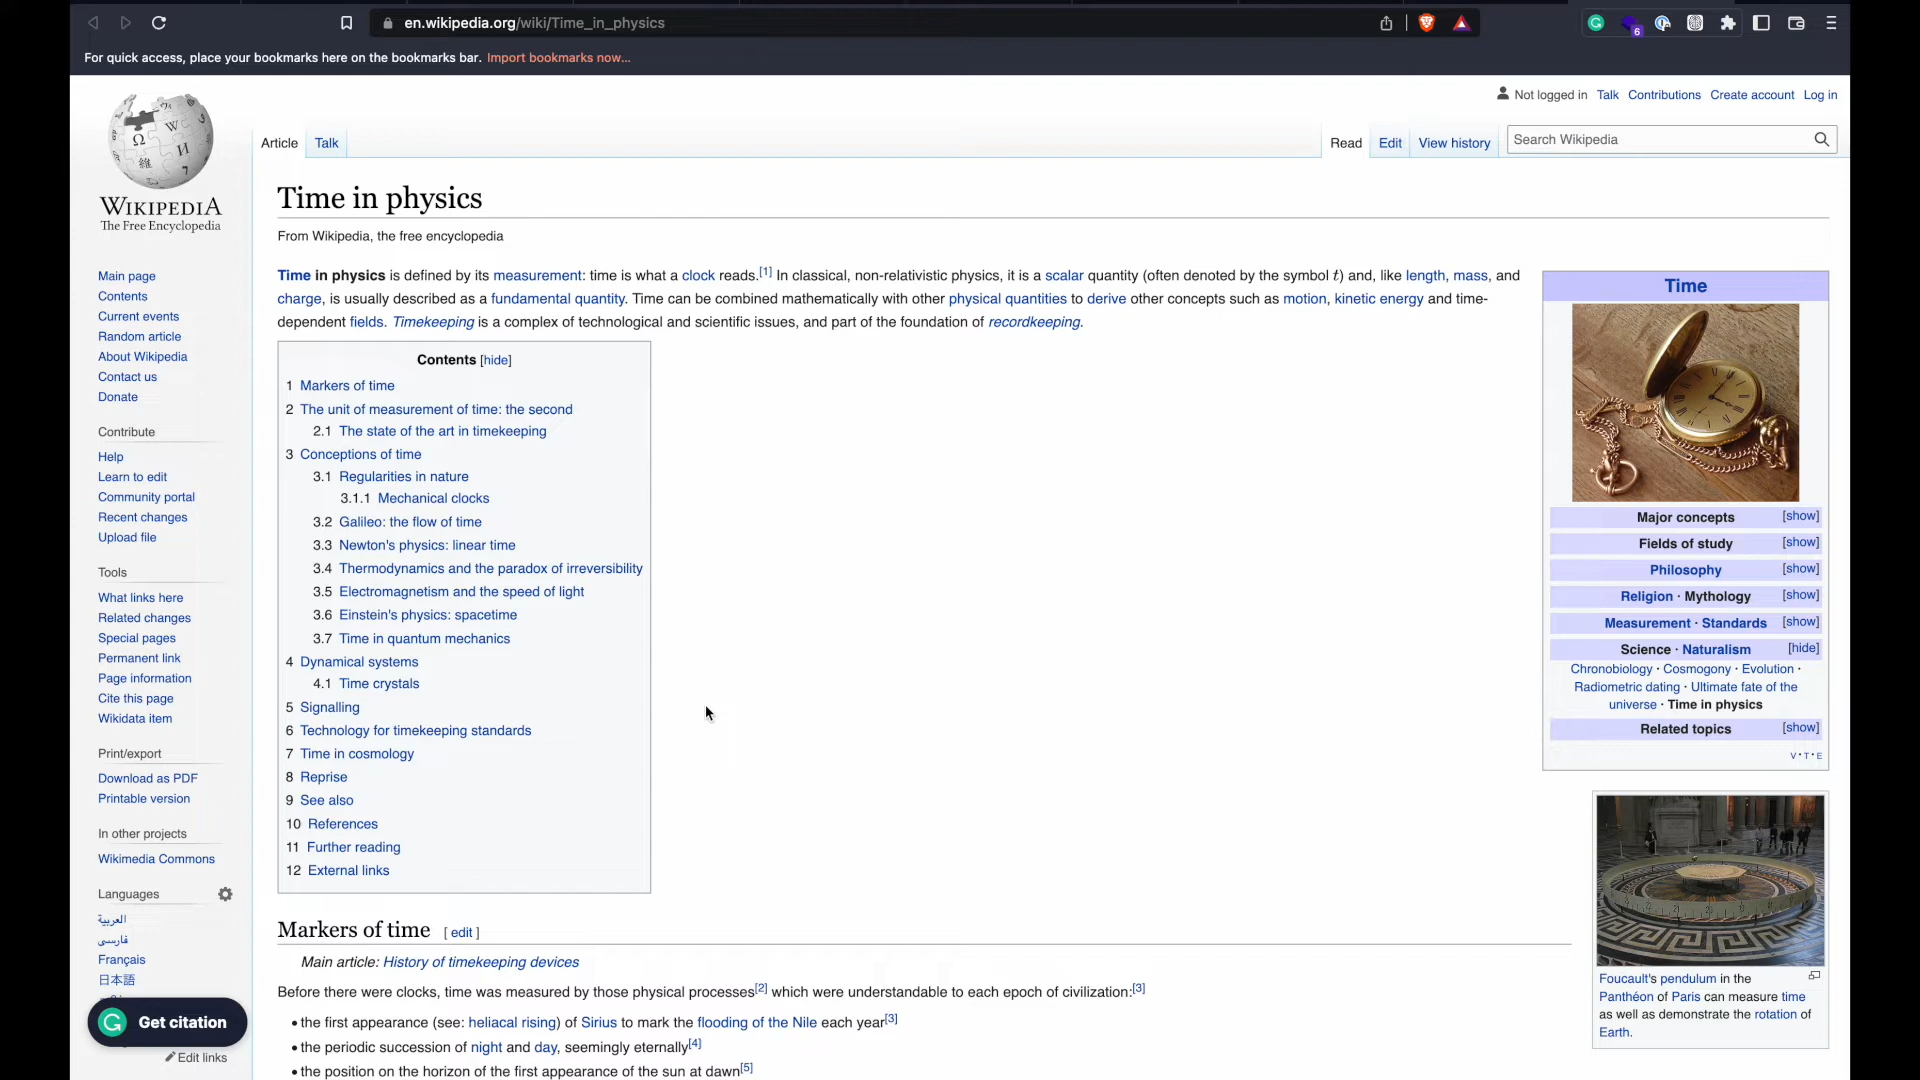 en.wikipedia.org/wiki/Time_in_physics
6
For quick access, place your bookmarks here on the bookmarks bar. Import bookmarks now...
Not logged in Talk Contributions Create account Log in
Article Talk Read Edit View history Search Wikipedia
WIKIPEDIA
The Free Encyclopedia
Main page
Contents
Current events
Random article
About Wikipedia
Contact us
Donate
Contribute
Help
Learn to edit
Community portal
Recent changes
Upload file
Tools
What links here
Related changes
Special pages
Permanent link
Page information
Cite this page
Wikidata item
Print/export
Download as PDF
Printable version
In other projects
Wikimedia Commons
Languages
العربية
فارسی
Français
日本語
Get citation
Edit links
Time in physics
From Wikipedia, the free encyclopedia
Time in physics is defined by its measurement: time is what a clock reads.[1] In classical, non-relativistic physics, it is a scalar quantity (often denoted by the symbol t) and, like length, mass, and
charge, is usually described as a fundamental quantity. Time can be combined mathematically with other physical quantities to derive other concepts such as motion, kinetic energy and time-
dependent fields. Timekeeping is a complex of technological and scientific issues, and part of the foundation of recordkeeping.
Contents [hide]
1 Markers of time
2 The unit of measurement of time: the second
2.1 The state of the art in timekeeping
3 Conceptions of time
3.1 Regularities in nature
3.1.1 Mechanical clocks
3.2 Galileo: the flow of time
3.3 Newton's physics: linear time
3.4 Thermodynamics and the paradox of irreversibility
3.5 Electromagnetism and the speed of light
3.6 Einstein's physics: spacetime
3.7 Time in quantum mechanics
4 Dynamical systems
4.1 Time crystals
5 Signalling
6 Technology for timekeeping standards
7 Time in cosmology
8 Reprise
9 See also
10 References
11 Further reading
12 External links
Markers of time [ edit ]
Main article: History of timekeeping devices
Before there were clocks, time was measured by those physical processes[2] which were understandable to each epoch of civilization:[3]
• the first appearance (see: heliacal rising) of Sirius to mark the flooding of the Nile each year[3]
• the periodic succession of night and day, seemingly eternally[4]
• the position on the horizon of the first appearance of the sun at dawn[5]
Time
Major concepts [show]
Fields of study [show]
Philosophy [show]
Religion · Mythology [show]
Measurement · Standards [show]
Science · Naturalism [hide]
Chronobiology · Cosmogony · Evolution ·
Radiometric dating · Ultimate fate of the
universe · Time in physics
Related topics [show]
V · T · E
Foucault's pendulum in the
Panthéon of Paris can measure time
as well as demonstrate the rotation of
Earth.